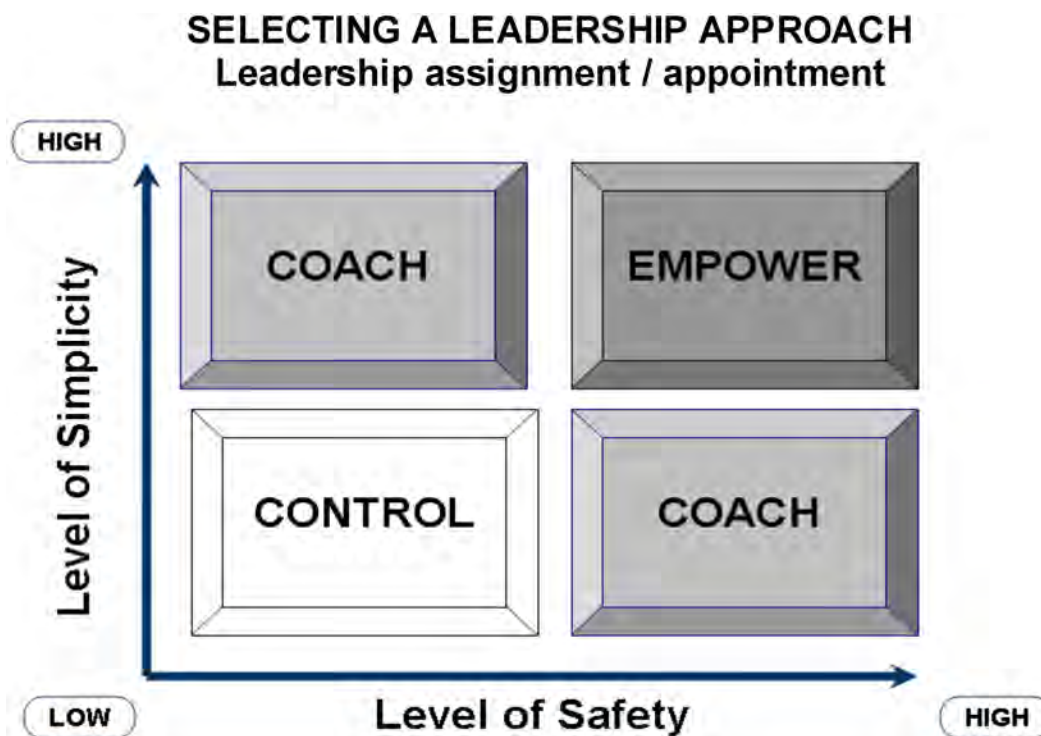 SELECTING A LEADERSHIP APPROACH
Leadership assignment / appointment
HIGH
Level of Simplicity
COACH
EMPOWER
CONTROL
COACH
LOW
Level of Safety
HIGH